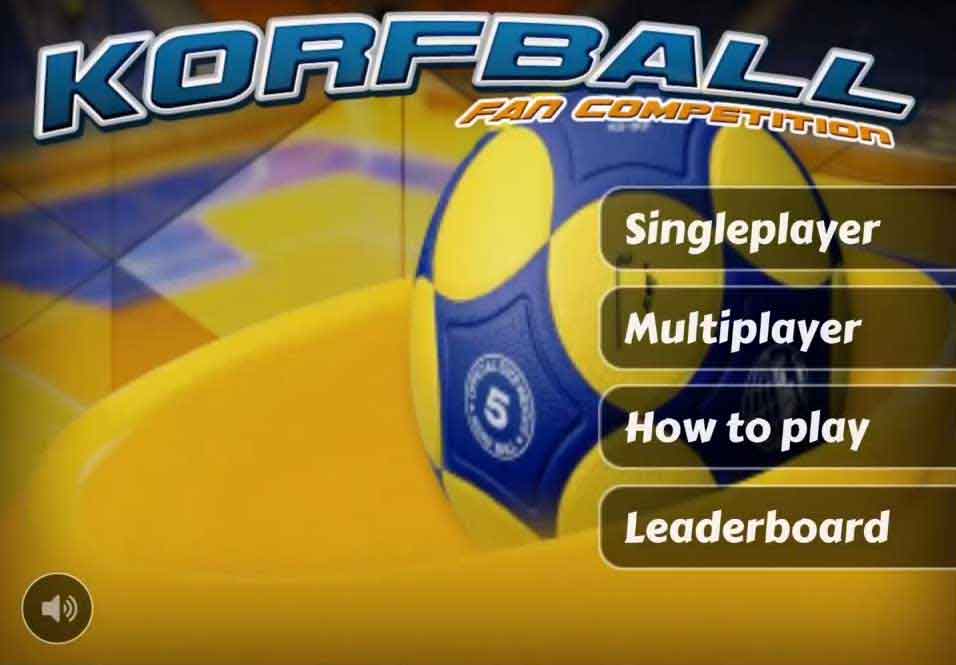 KORFBALL
FAN COMPETITION
Singleplayer
Multiplayer
How to play
Leaderboard
5